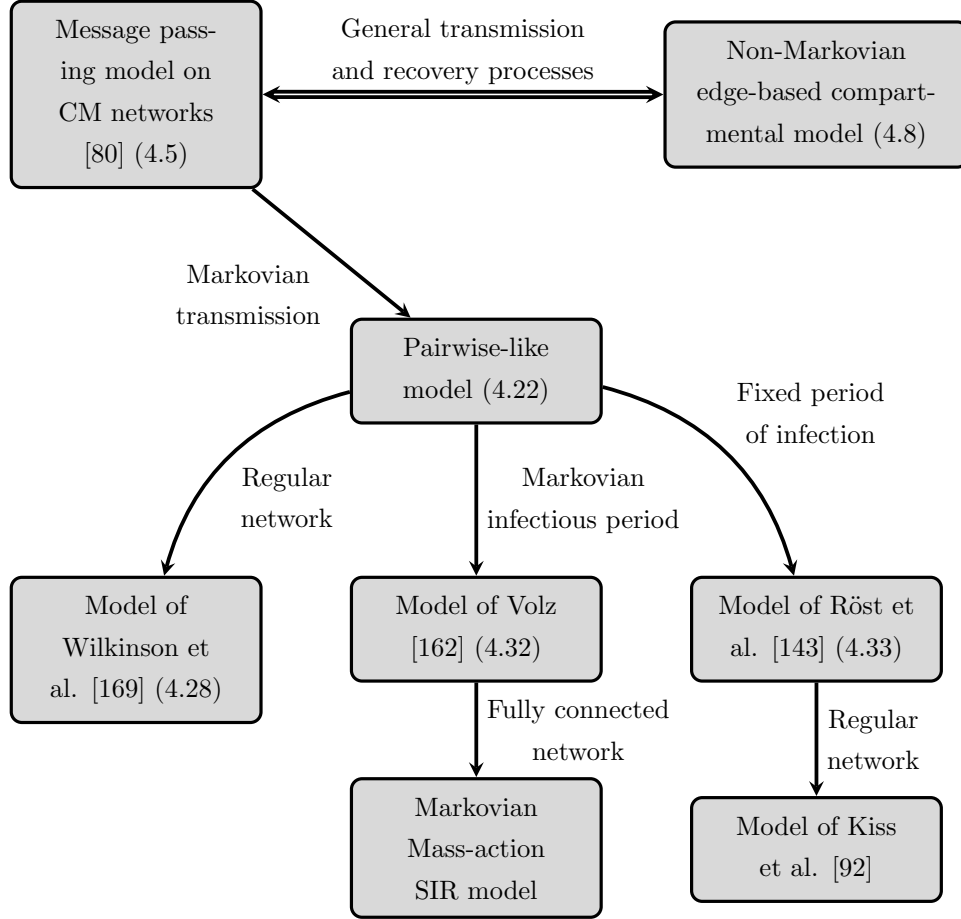 Message pass-
ing model on
CM networks
[80] (4.5)
General transmission
and recovery processes
Non-Markovian
edge-based compart-
mental model (4.8)
Markovian
transmission
Pairwise-like
model (4.22)
Regular
network
Markovian
infectious period
Fixed period
of infection
Model of
Wilkinson et
al. [169] (4.28)
Model of Volz
[162] (4.32)
Model of Röst et
al. [143] (4.33)
Fully connected
network
Regular
network
Markovian
Mass-action
SIR model
Model of Kiss
et al. [92]